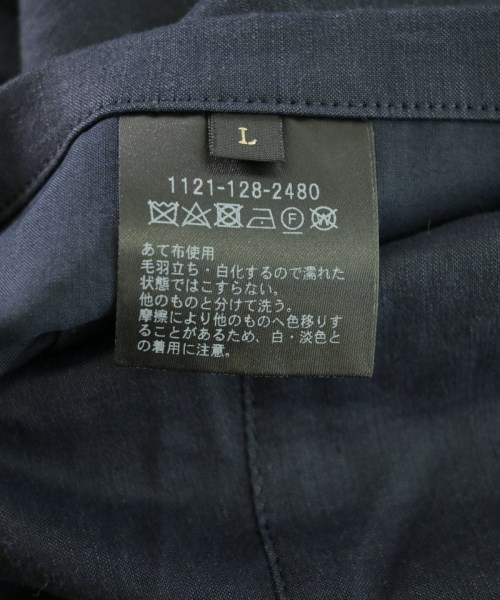 L
1121-128-2480
F W
あて布使用
毛羽立ち・白化するので濡れた
状態ではこすらない。
他のものと分けて洗う。
摩擦により他のものへ色移りす
ることがあるため、白・淡色と
の着用に注意。